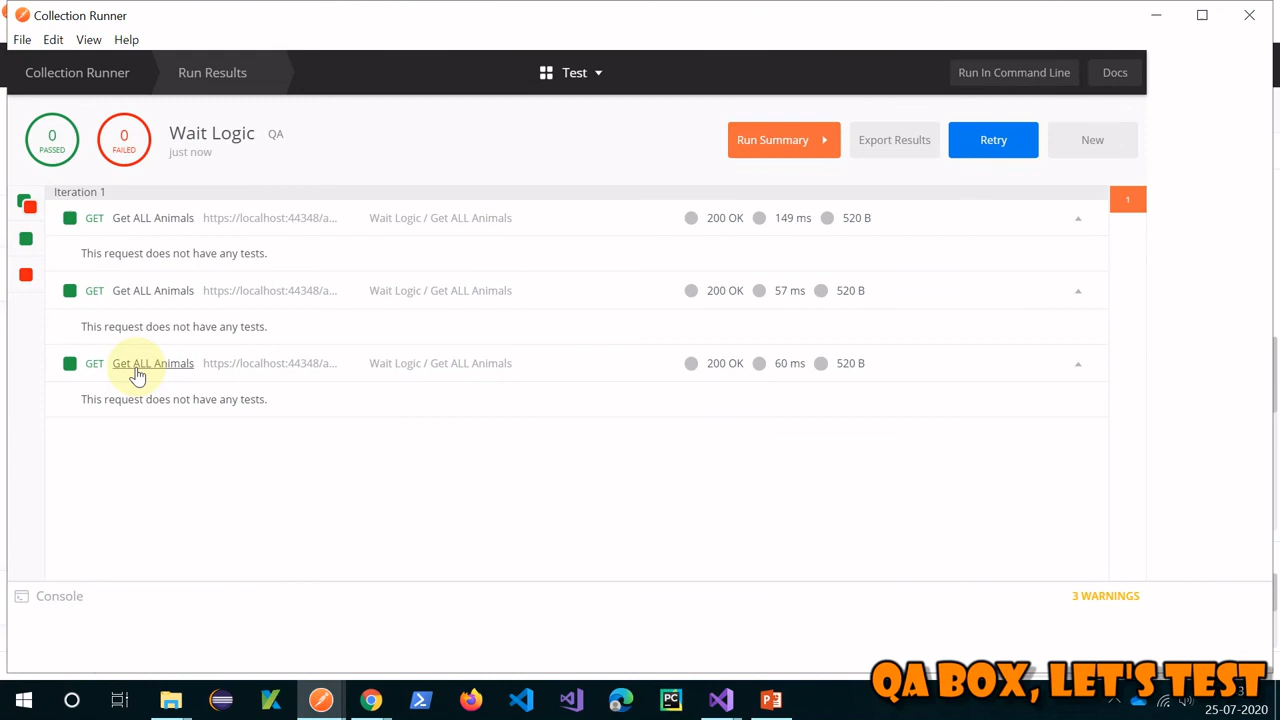 Collection Runner
File Edit View Help
Collection Runner Run Results Test Run In Command Line Docs
0 PASSED
0 FAILED
Wait Logic QA
just now
Run Summary Export Results Retry New
Iteration 1
1
GET Get ALL Animals https://localhost:44348/a... Wait Logic / Get ALL Animals 200 OK 149 ms 520 B
This request does not have any tests.
GET Get ALL Animals https://localhost:44348/a... Wait Logic / Get ALL Animals 200 OK 57 ms 520 B
This request does not have any tests.
GET Get ALL Animals https://localhost:44348/a... Wait Logic / Get ALL Animals 200 OK 60 ms 520 B
This request does not have any tests.
Console 3 WARNINGS
QA BOX, LET'S TEST
PC
25-07-2020